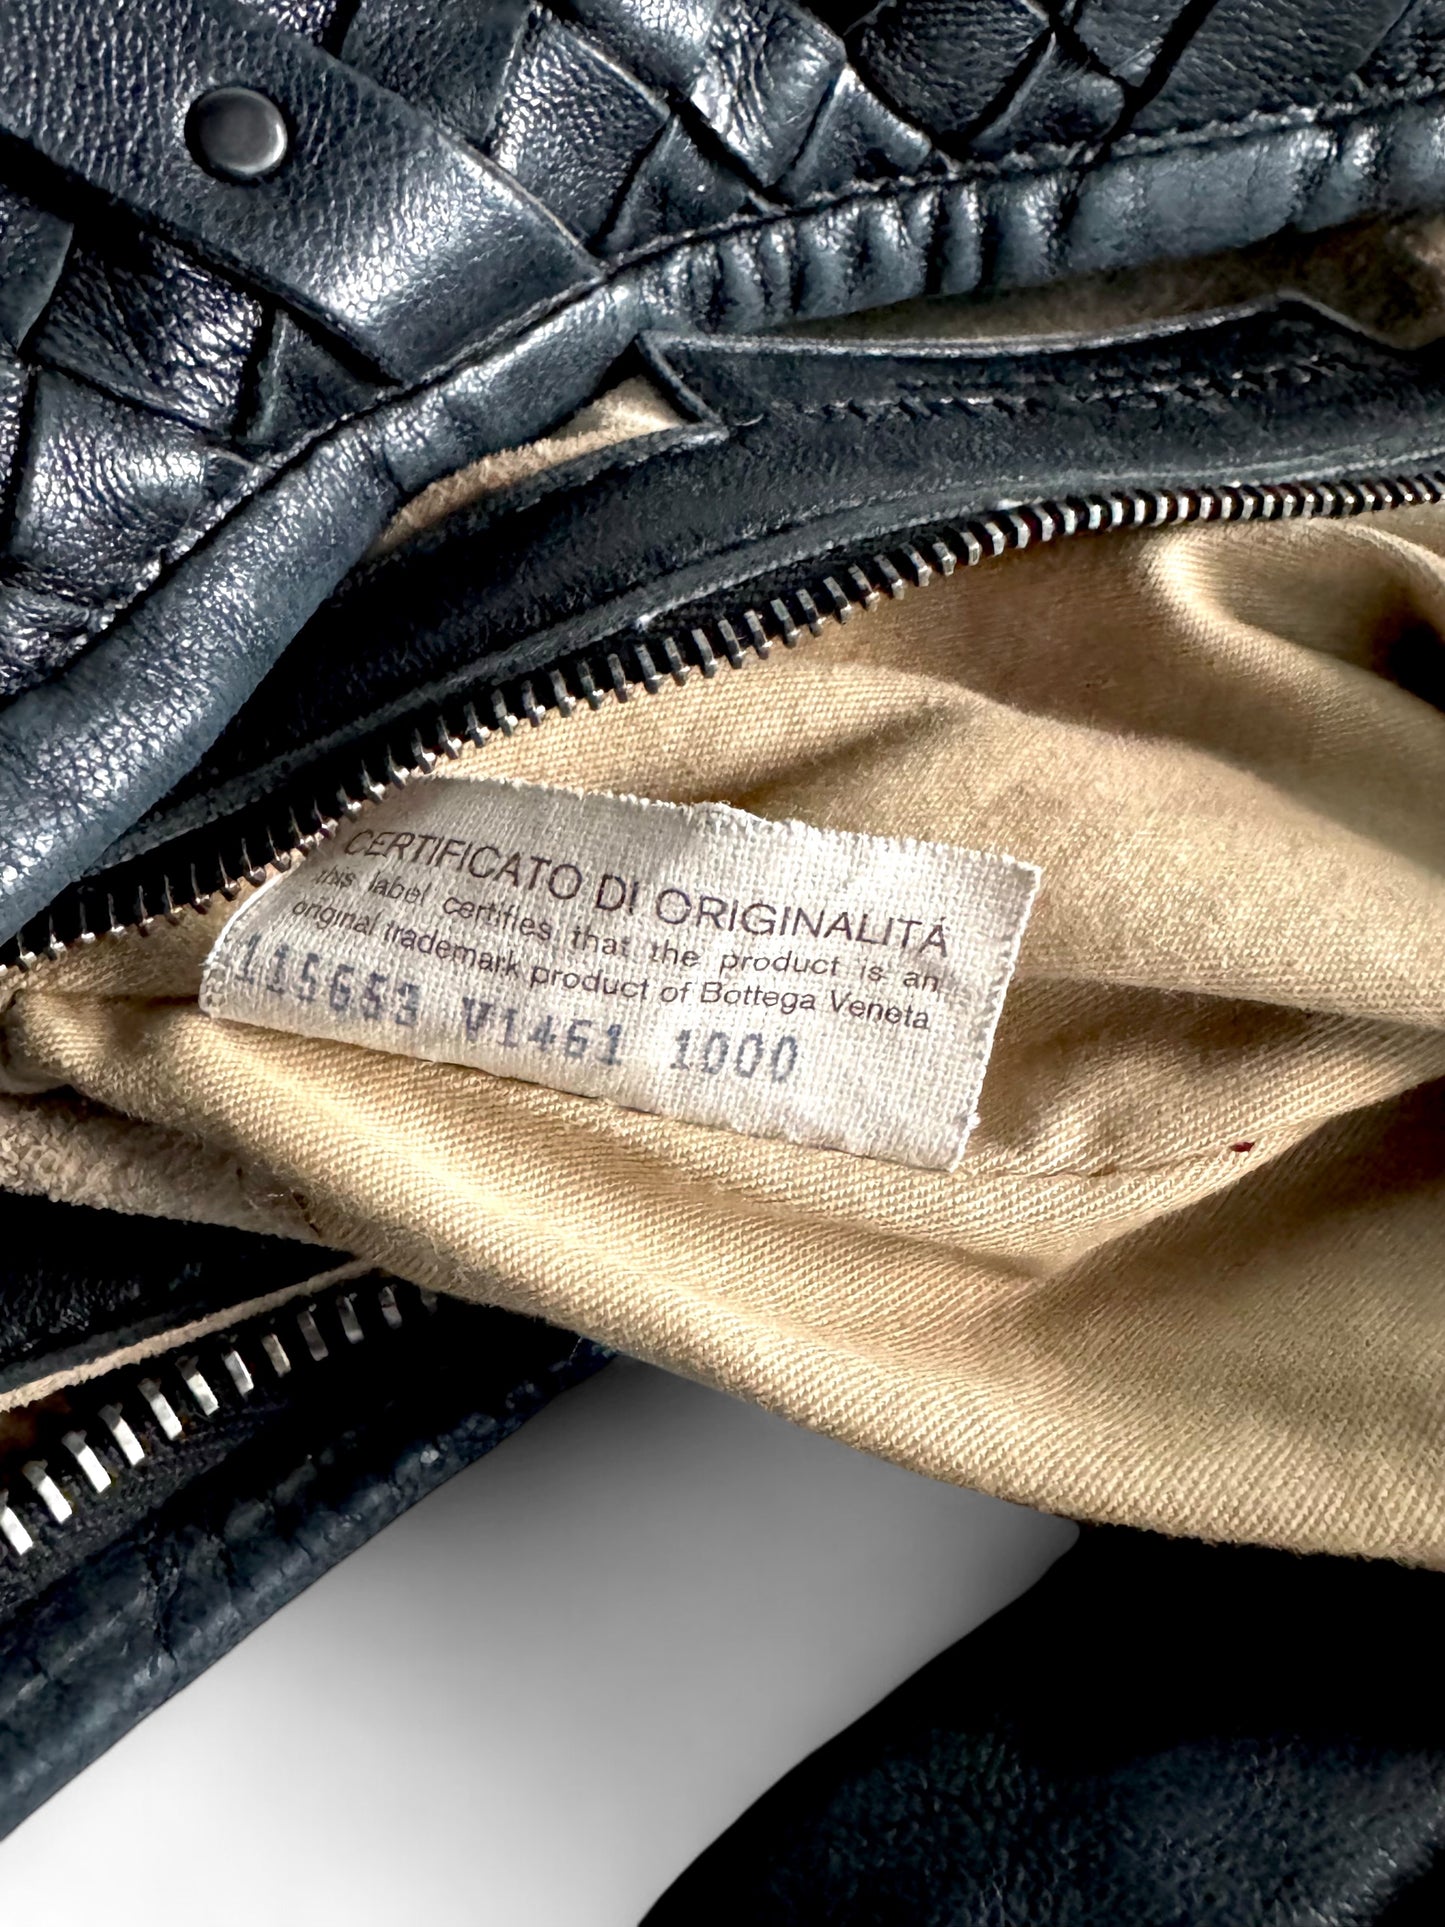 CERTIFICATO DI ORIGINALITÁ
this label certifies that the product is an
original trademark product of Bottega Veneta
115653 V1461 1000